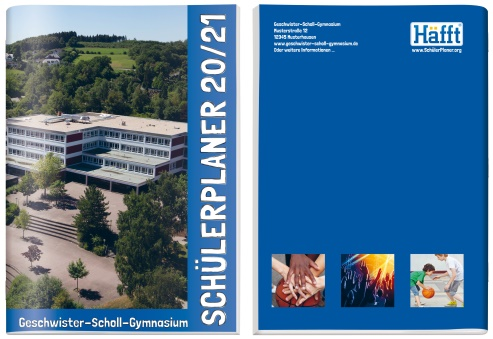 SCHÜLERPLANER 20/21
Geschwister-Scholl-Gymnasium
Geschwister-Scholl-Gymnasium
Musterstraße 12
12345 Musterhausen
www.geschwister-scholl-gymnasium.de
Oder weitere Informationen ...
Häfft
www.SchülerPlaner.org